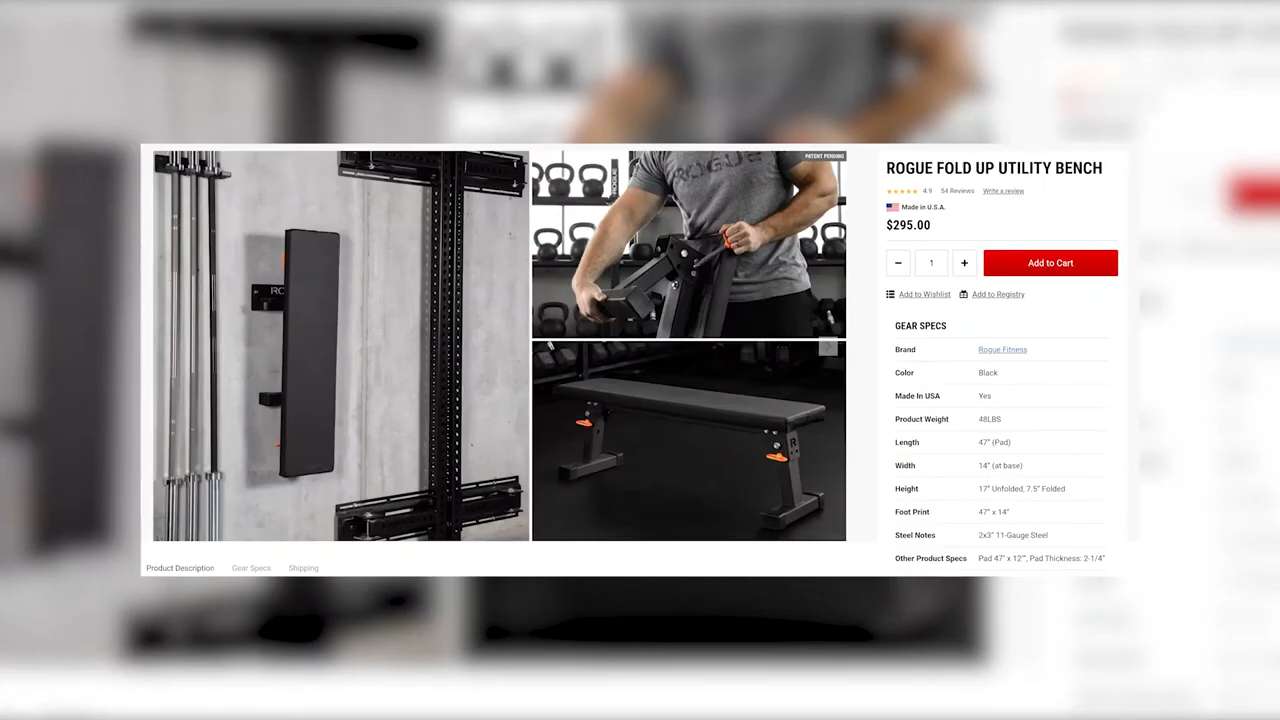 PATENT PENDING
ROGUE
ROGUE
RO
R
ROGUE FOLD UP UTILITY BENCH
★★★★★ 4.9 54 Reviews Write a review
Made in U.S.A.
$295.00
− 1 + Add to Cart
Add to Wishlist Add to Registry
GEAR SPECS
Brand Rogue Fitness
Color Black
Made In USA Yes
Product Weight 48LBS
Length 47" (Pad)
Width 14" (at base)
Height 17" Unfolded, 7.5" Folded
Foot Print 47" x 14"
Steel Notes 2x3" 11-Gauge Steel
Other Product Specs Pad 47" x 12"", Pad Thickness: 2-1/4"
Product Description Gear Specs Shipping